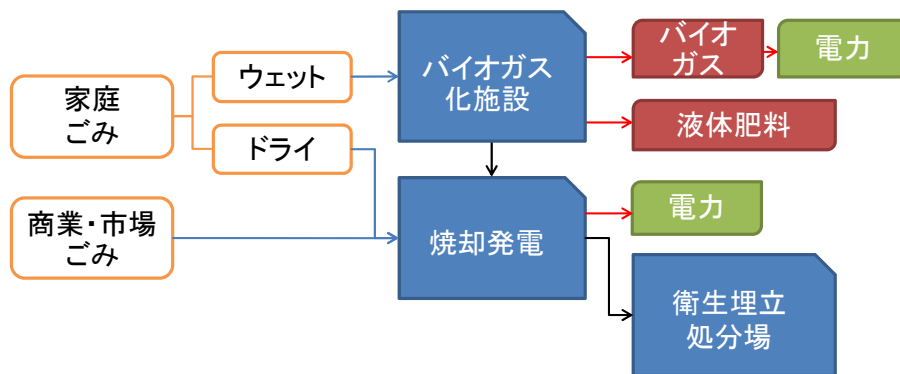 家庭
ごみ
ウェット
ドライ
商業・市場
ごみ
バイオガス
化施設
焼却発電
バイオ
ガス
電力
液体肥料
電力
衛生埋立
処分場